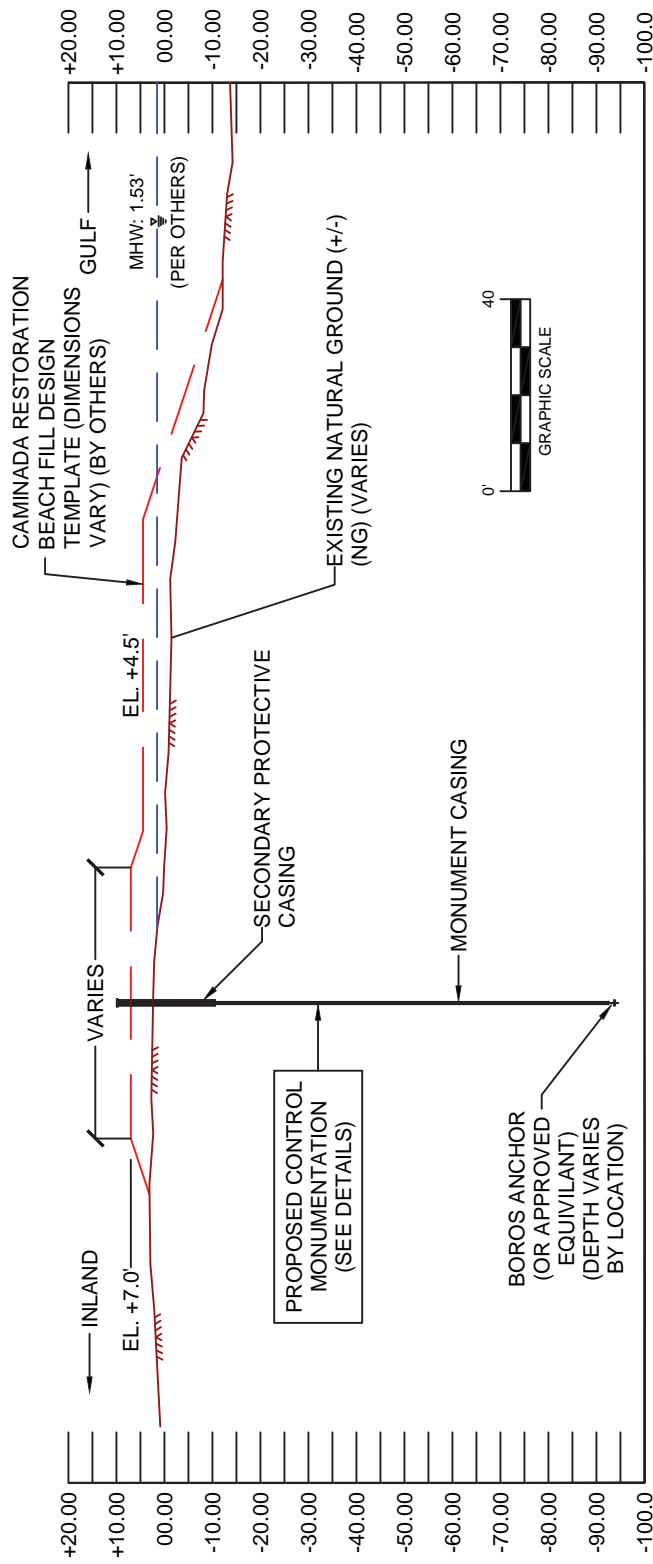 +20.00
+10.00
00.00
-10.00
-20.00
-30.00
-40.00
-50.00
-60.00
-70.00
-80.00
-90.00
-100.0
INLAND
EL. +7.0'
VARIES
EL. +4.5'
CAMINADA RESTORATION
BEACH FILL DESIGN
TEMPLATE (DIMENSIONS
VARY) (BY OTHERS)
GULF
MHW: 1.53'
(PER OTHERS)
PROPOSED CONTROL
MONUMENTATION
(SEE DETAILS)
SECONDARY PROTECTIVE
CASING
EXISTING NATURAL GROUND (+/-)
(NG) (VARIES)
MONUMENT CASING
BOROS ANCHOR
(OR APPROVED
EQUIVILANT)
(DEPTH VARIES
BY LOCATION)
0'
40
GRAPHIC SCALE
+20.00
+10.00
00.00
-10.00
-20.00
-30.00
-40.00
-50.00
-60.00
-70.00
-80.00
-90.00
-100.0